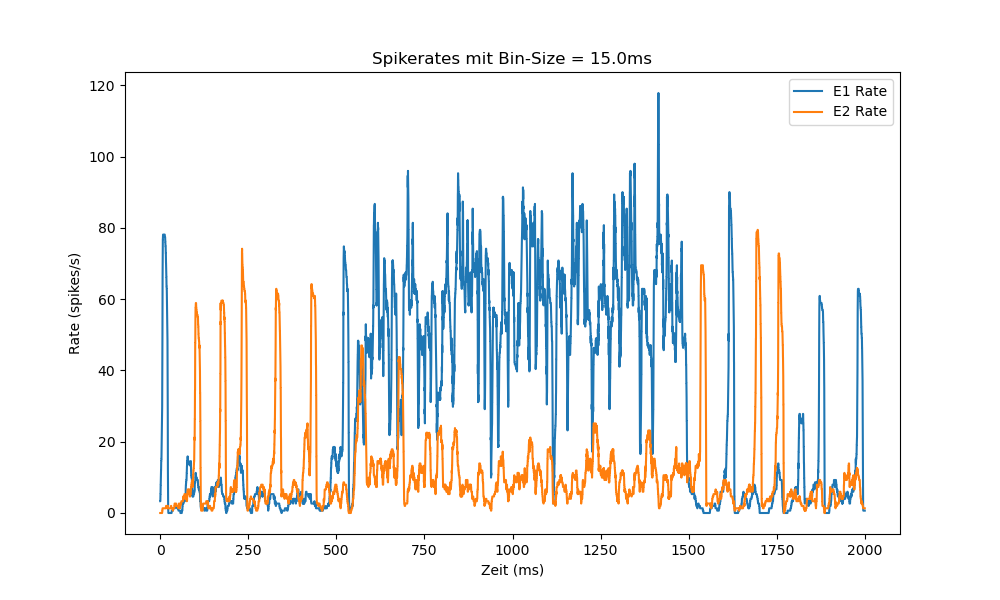 Spikerates mit Bin-Size = 15.0ms
E1 Rate
E2 Rate
120
100
80
60
40
20
0
Rate (spikes/s)
0 250 500 750 1000 1250 1500 1750 2000
Zeit (ms)